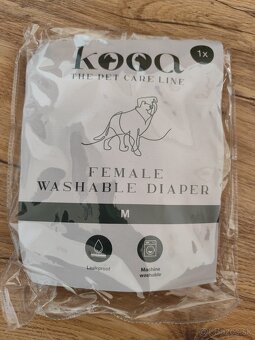 kooa
THE PET CARE LINE
1x
FEMALE
WASHABLE DIAPER
M
Leakproof
Machine
washable